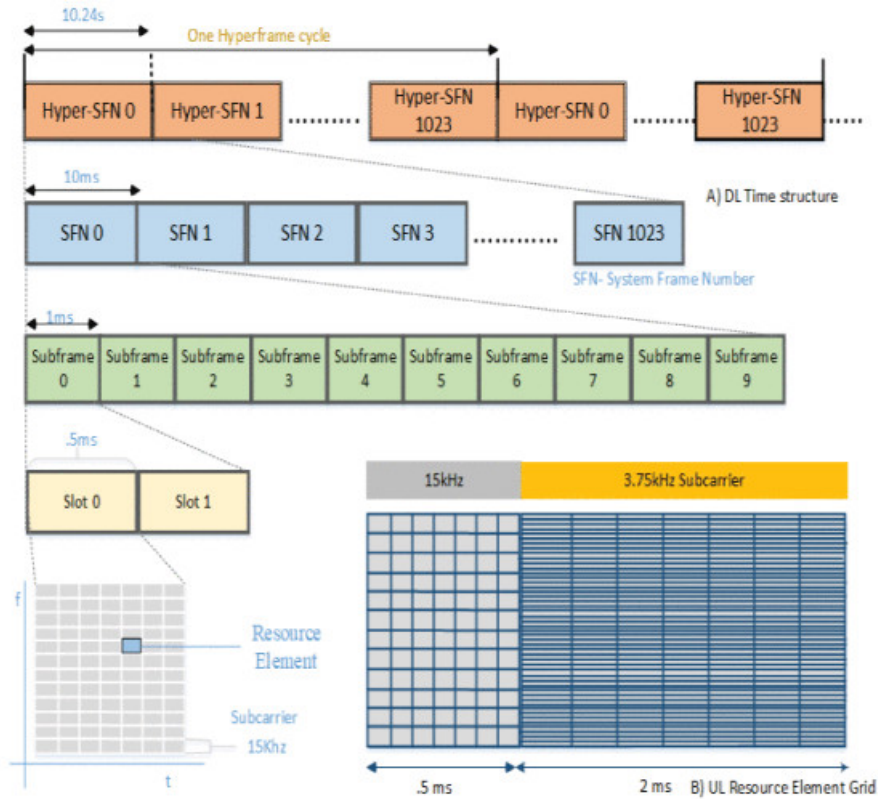 10.24s
One Hyperframe cycle
Hyper-SFN 0
Hyper-SFN 1
Hyper-SFN
1023
Hyper-SFN 0
Hyper-SFN
1023
10ms
A) DL Time structure
SFN 0
SFN 1
SFN 2
SFN 3
SFN 1023
SFN- System Frame Number
1ms
Subframe
0
Subframe
1
Subframe
2
Subframe
3
Subframe
4
Subframe
5
Subframe
6
Subframe
7
Subframe
8
Subframe
9
.5ms
Slot 0
Slot 1
15kHz
3.75kHz Subcarrier
f
Resource
Element
Subcarrier
15Khz
t
.5 ms
2 ms
B) UL Resource Element Grid